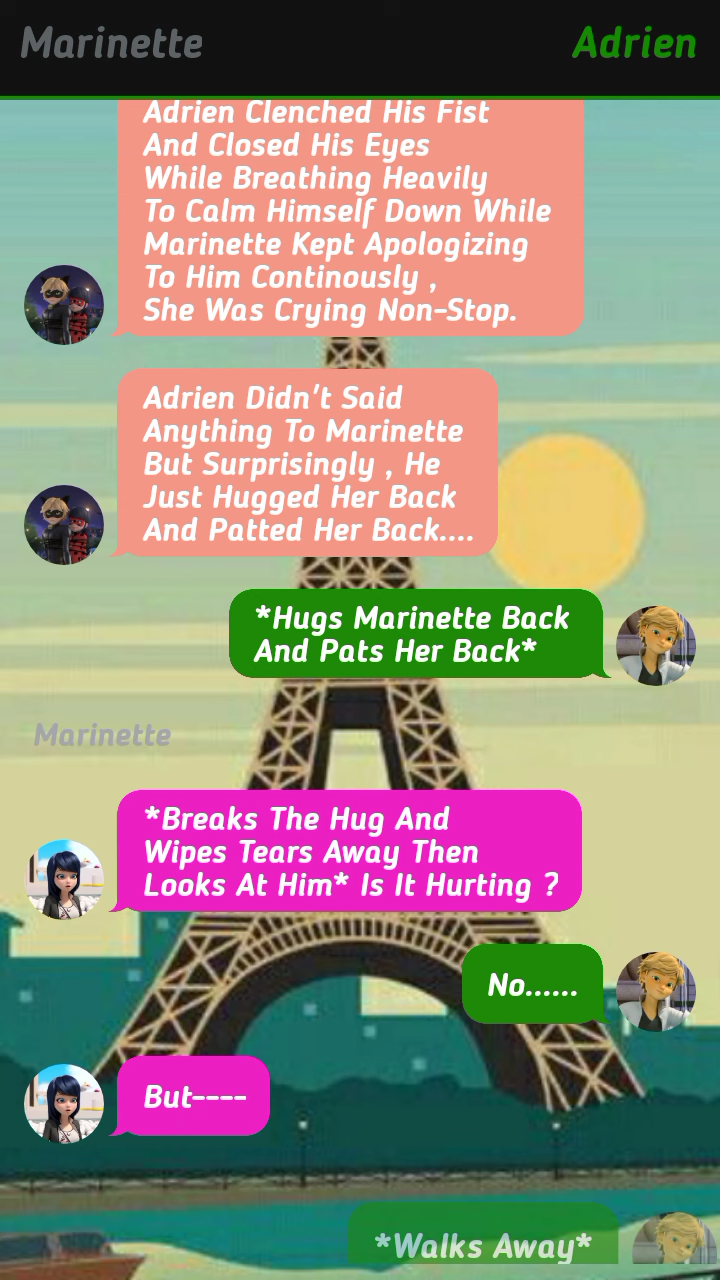 Marinette
Adrien
Adrien Clenched His Fist
And Closed His Eyes
While Breathing Heavily
To Calm Himself Down While
Marinette Kept Apologizing
To Him Continously ,
She Was Crying Non-Stop.
Adrien Didn't Said
Anything To Marinette
But Surprisingly , He
Just Hugged Her Back
And Patted Her Back....
*Hugs Marinette Back
And Pats Her Back*
Marinette
*Breaks The Hug And
Wipes Tears Away Then
Looks At Him* Is It Hurting ?
No......
But----
*Walks Away*